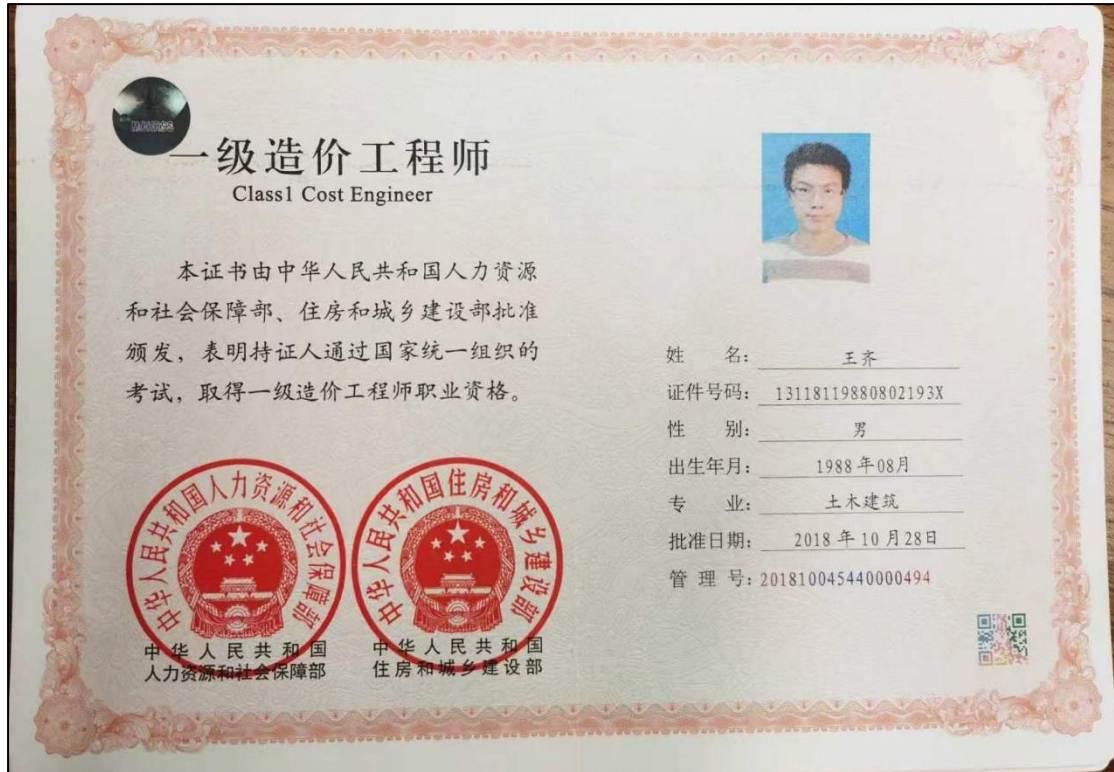 一级造价工程师
Class1 Cost Engineer
本证书由中华人民共和国人力资源
和社会保障部、住房和城乡建设部批准
颁发，表明持证人通过国家统一组织的
考试，取得一级造价工程师职业资格。
中华人民共和国人力资源和社会保障部
中华人民共和国住房和城乡建设部
中华人民共和国
人力资源和社会保障部
中华人民共和国
住房和城乡建设部
姓 名：王齐
证件号码：13118119880802193X
性 别：男
出生年月：1988年08月
专 业：土木建筑
批准日期：2018年10月28日
管 理 号：201810045440000494